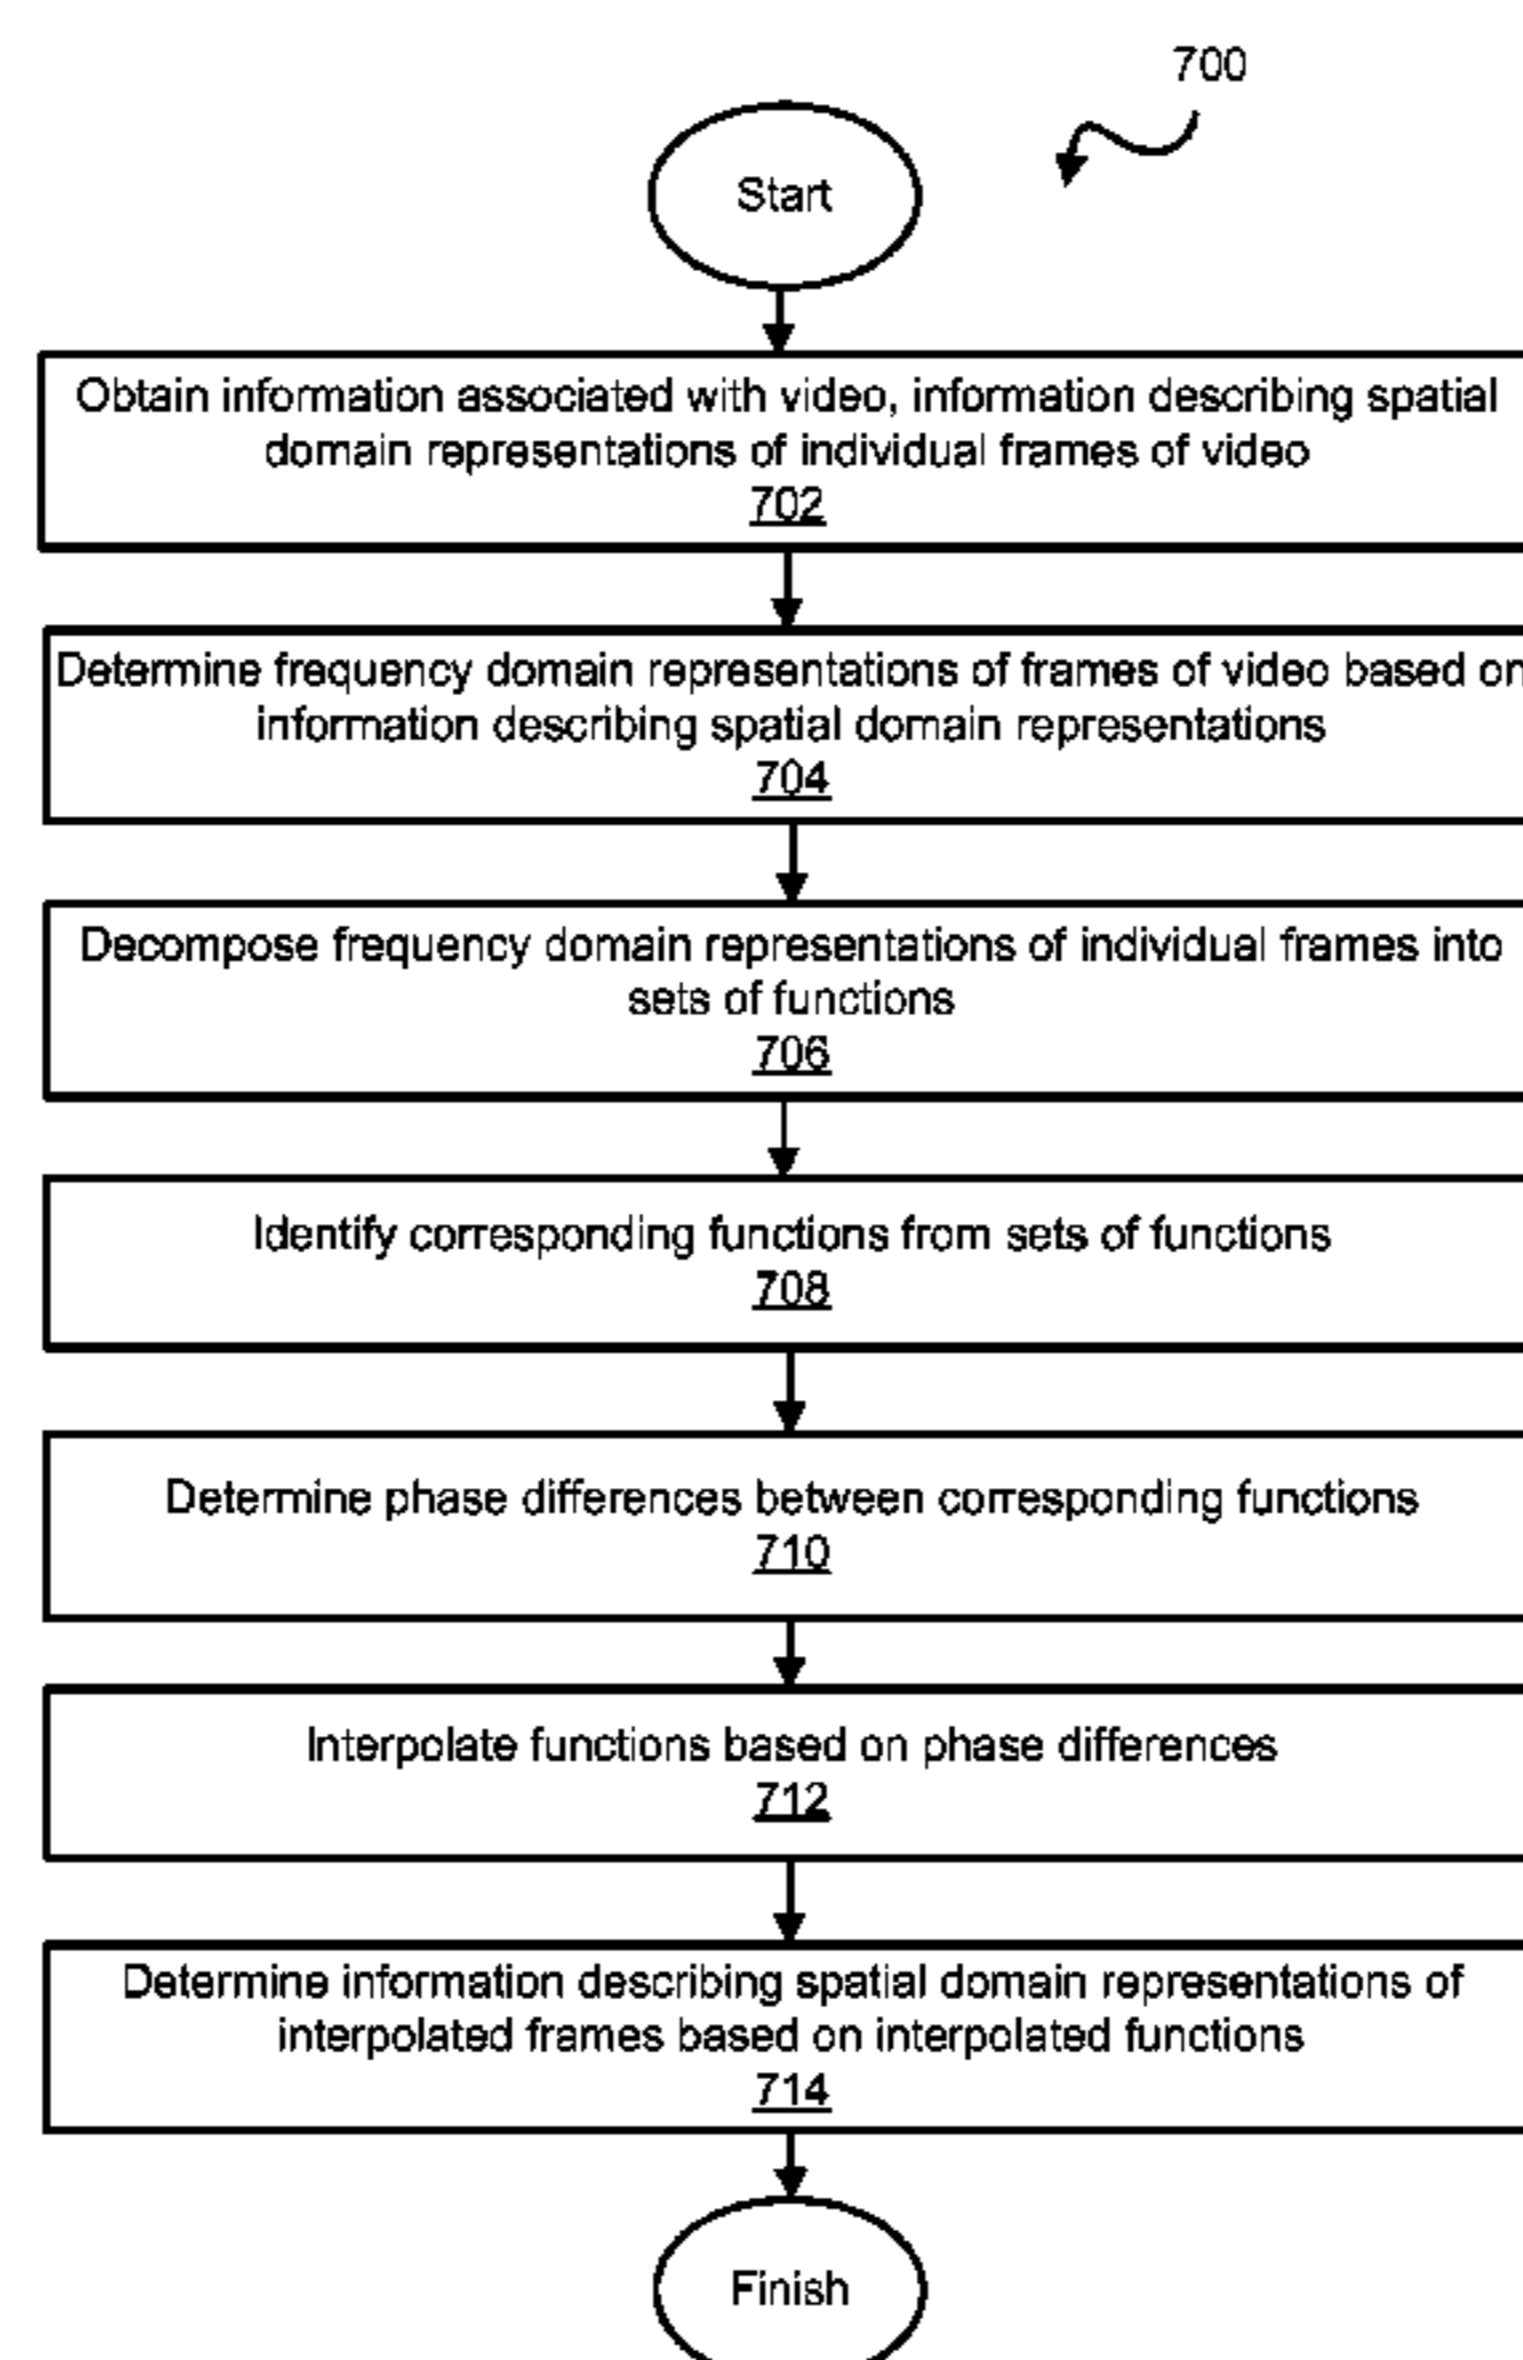 700
Start
Obtain information associated with video, information describing spatial
domain representations of individual frames of video
702
Determine frequency domain representations of frames of video based on
information describing spatial domain representations
704
Decompose frequency domain representations of individual frames into
sets of functions
706
Identify corresponding functions from sets of functions
708
Determine phase differences between corresponding functions
710
Interpolate functions based on phase differences
712
Determine information describing spatial domain representations of
interpolated frames based on interpolated functions
714
Finish